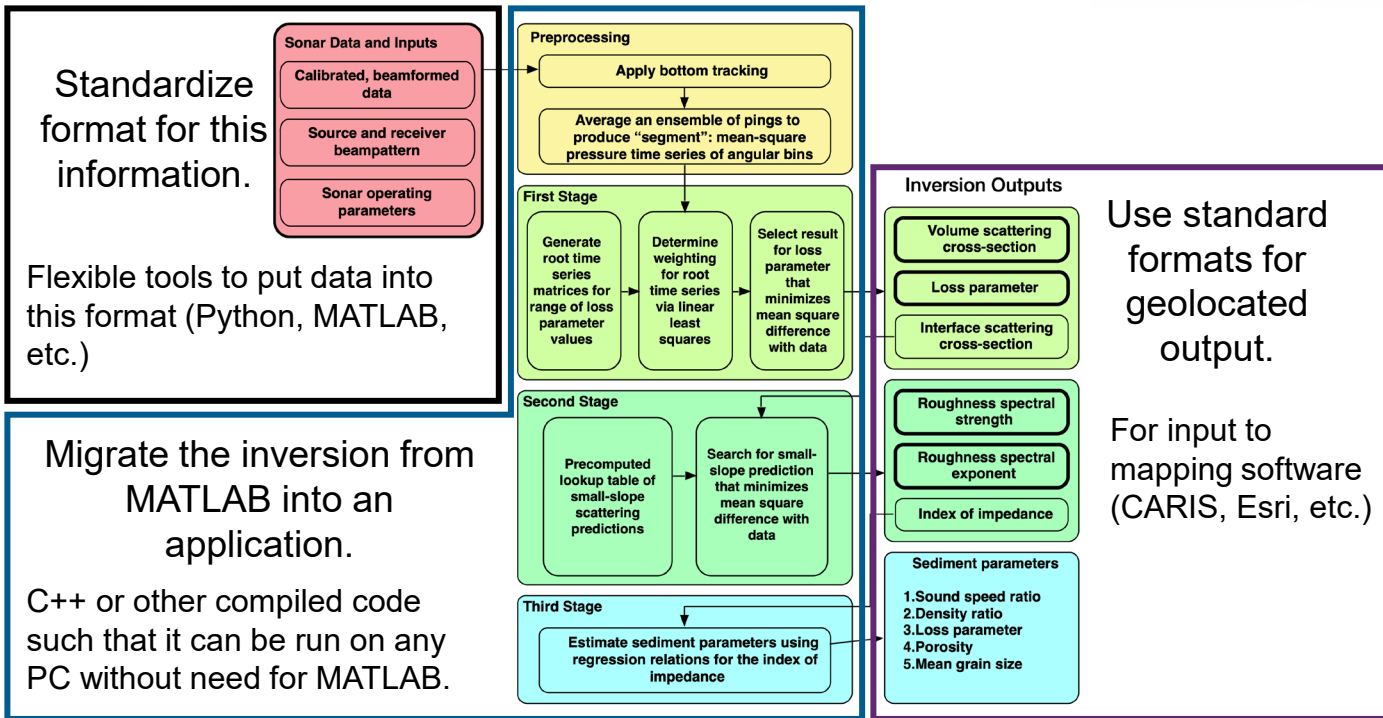 Standardize
format for this
information.
Sonar Data and Inputs
Calibrated, beamformed
data
Source and receiver
beampattern
Sonar operating
parameters
Flexible tools to put data into
this format (Python, MATLAB,
etc.)
Migrate the inversion from
MATLAB into an
application.
C++ or other compiled code
such that it can be run on any
PC without need for MATLAB.
Preprocessing
Apply bottom tracking
Average an ensemble of pings to
produce “segment”: mean-square
pressure time series of angular bins
First Stage
Generate
root time
series
matrices for
range of loss
parameter
values
Determine
weighting
for root
time series
via linear
least
squares
Select result
for loss
parameter
that
minimizes
mean square
difference
with data
Second Stage
Precomputed
lookup table of
small-slope
scattering
predictions
Search for small-
slope prediction
that minimizes
mean square
difference with
data
Third Stage
Estimate sediment parameters using
regression relations for the index of
impedance
Inversion Outputs
Volume scattering
cross-section
Loss parameter
Interface scattering
cross-section
Roughness spectral
strength
Roughness spectral
exponent
Index of impedance
Sediment parameters
1.Sound speed ratio
2.Density ratio
3.Loss parameter
4.Porosity
5.Mean grain size
Use standard
formats for
geolocated
output.
For input to
mapping software
(CARIS, Esri, etc.)